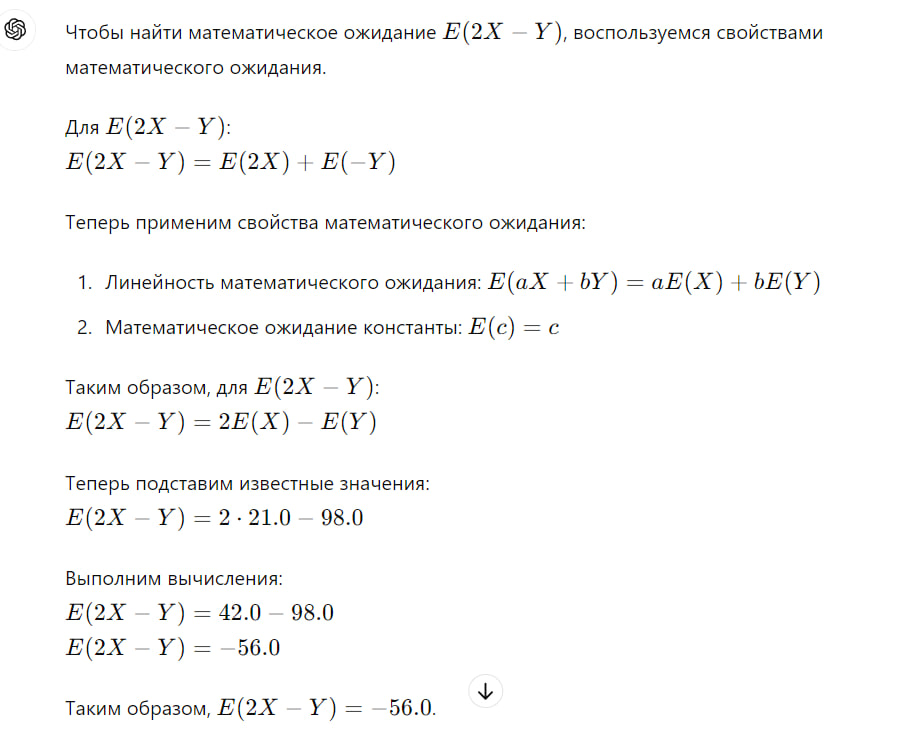 Чтобы найти математическое ожидание E(2X − Y), воспользуемся свойствами
математического ожидания.
Для E(2X − Y):
E(2X − Y) = E(2X) + E(−Y)
Теперь применим свойства математического ожидания:
1. Линейность математического ожидания: E(aX + bY) = aE(X) + bE(Y)
2. Математическое ожидание константы: E(c) = c
Таким образом, для E(2X − Y):
E(2X − Y) = 2E(X) − E(Y)
Теперь подставим известные значения:
E(2X − Y) = 2 · 21.0 − 98.0
Выполним вычисления:
E(2X − Y) = 42.0 − 98.0
E(2X − Y) = −56.0
Таким образом, E(2X − Y) = −56.0.